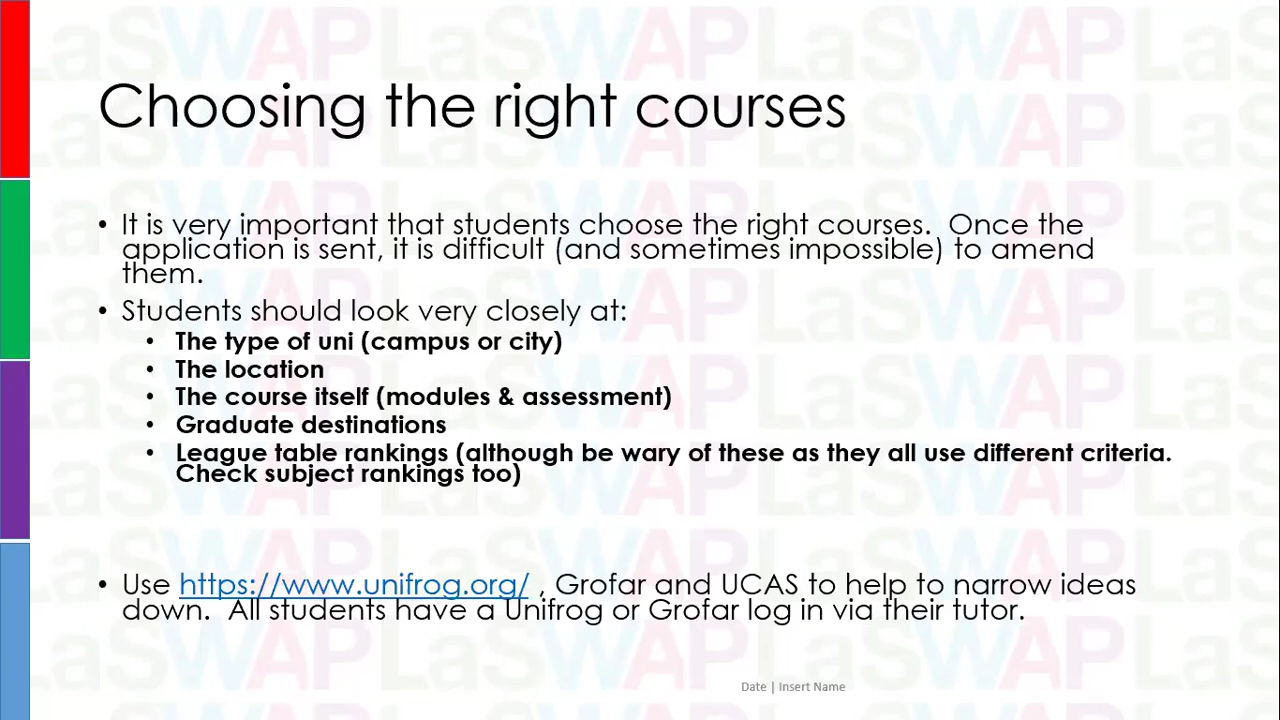 Choosing the right courses
• It is very important that students choose the right courses.  Once the
application is sent, it is difficult (and sometimes impossible) to amend
them.
• Students should look very closely at:
• The type of uni (campus or city)
• The location
• The course itself (modules & assessment)
• Graduate destinations
• League table rankings (although be wary of these as they all use different criteria.
Check subject rankings too)
• Use https://www.unifrog.org/ , Grofar and UCAS to help to narrow ideas
down.  All students have a Unifrog or Grofar log in via their tutor.
Date | Insert Name